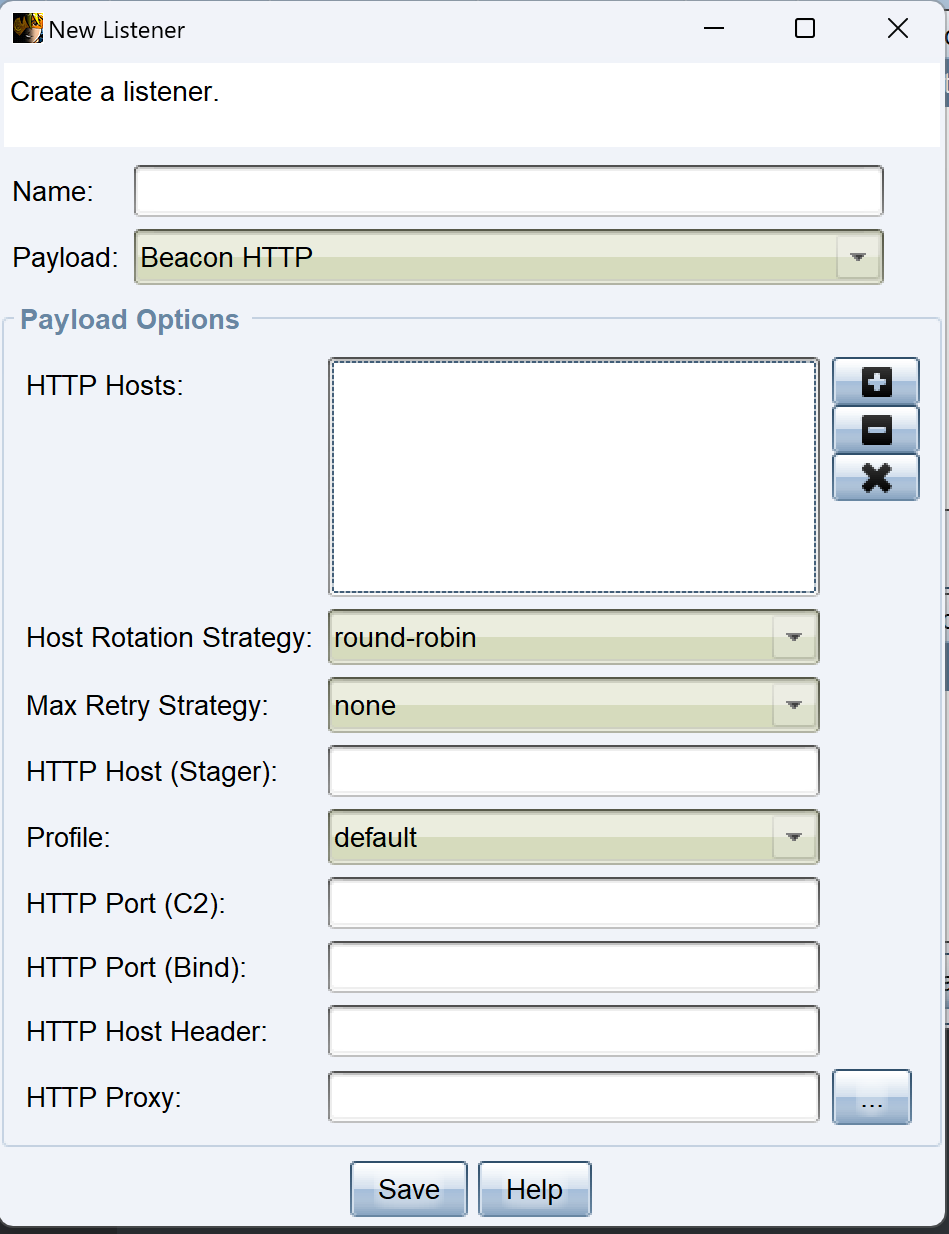 New Listener
Create a listener.
Name:
Payload: Beacon HTTP
Payload Options
HTTP Hosts:
Host Rotation Strategy: round-robin
Max Retry Strategy: none
HTTP Host (Stager):
Profile: default
HTTP Port (C2):
HTTP Port (Bind):
HTTP Host Header:
HTTP Proxy: ...
Save Help